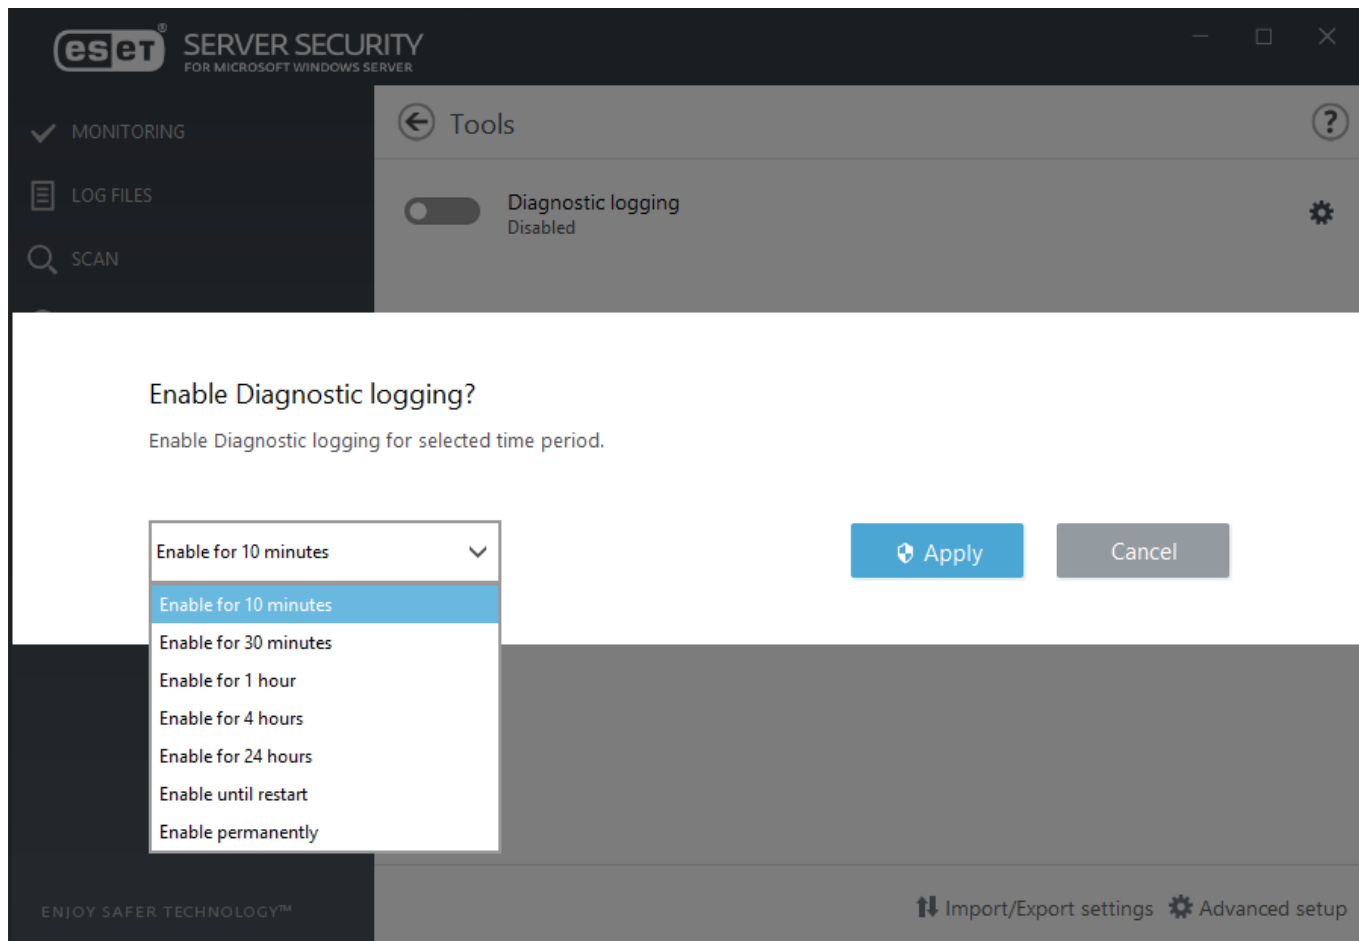 eset® SERVER SECURITY
FOR MICROSOFT WINDOWS SERVER
MONITORING
LOG FILES
SCAN
Tools
?
Diagnostic logging
Disabled
Enable Diagnostic logging?
Enable Diagnostic logging for selected time period.
Enable for 10 minutes
Apply
Cancel
Enable for 10 minutes
Enable for 30 minutes
Enable for 1 hour
Enable for 4 hours
Enable for 24 hours
Enable until restart
Enable permanently
ENJOY SAFER TECHNOLOGY™
Import/Export settings
Advanced setup